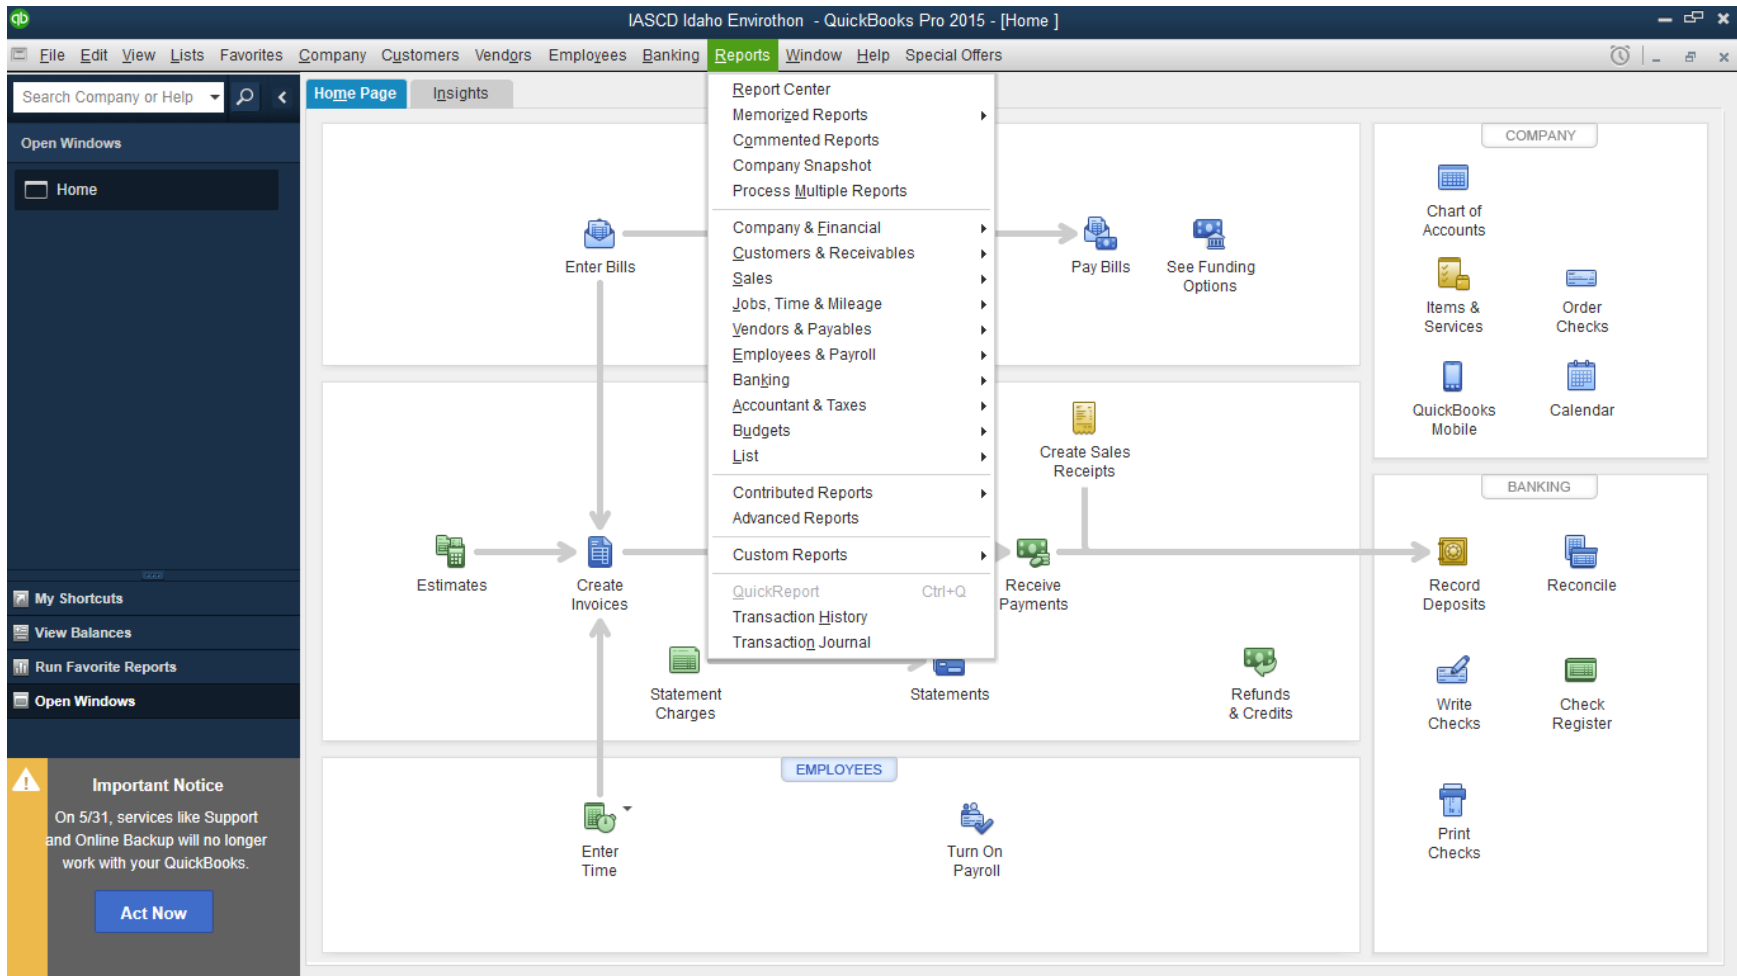 qb
IASCD Idaho Envirothon - QuickBooks Pro 2015 - [Home ]
File Edit View Lists Favorites Company Customers Vendors Employees Banking Reports Window Help Special Offers
Search Company or Help
Home Page Insights
Open Windows
Home
My Shortcuts
View Balances
Run Favorite Reports
Open Windows
Important Notice
On 5/31, services like Support
and Online Backup will no longer
work with your QuickBooks.
Act Now
Report Center
Memorized Reports
Commented Reports
Company Snapshot
Process Multiple Reports
Company & Financial
Customers & Receivables
Sales
Jobs, Time & Mileage
Vendors & Payables
Employees & Payroll
Banking
Accountant & Taxes
Budgets
List
Contributed Reports
Advanced Reports
Custom Reports
QuickReport Ctrl+Q
Transaction History
Transaction Journal
Enter Bills
Pay Bills
See Funding
Options
Create Sales
Receipts
Estimates
Create
Invoices
Receive
Payments
Statement
Charges
Statements
Refunds
& Credits
EMPLOYEES
Enter
Time
Turn On
Payroll
COMPANY
Chart of
Accounts
Items &
Services
Order
Checks
QuickBooks
Mobile
Calendar
BANKING
Record
Deposits
Reconcile
Write
Checks
Check
Register
Print
Checks